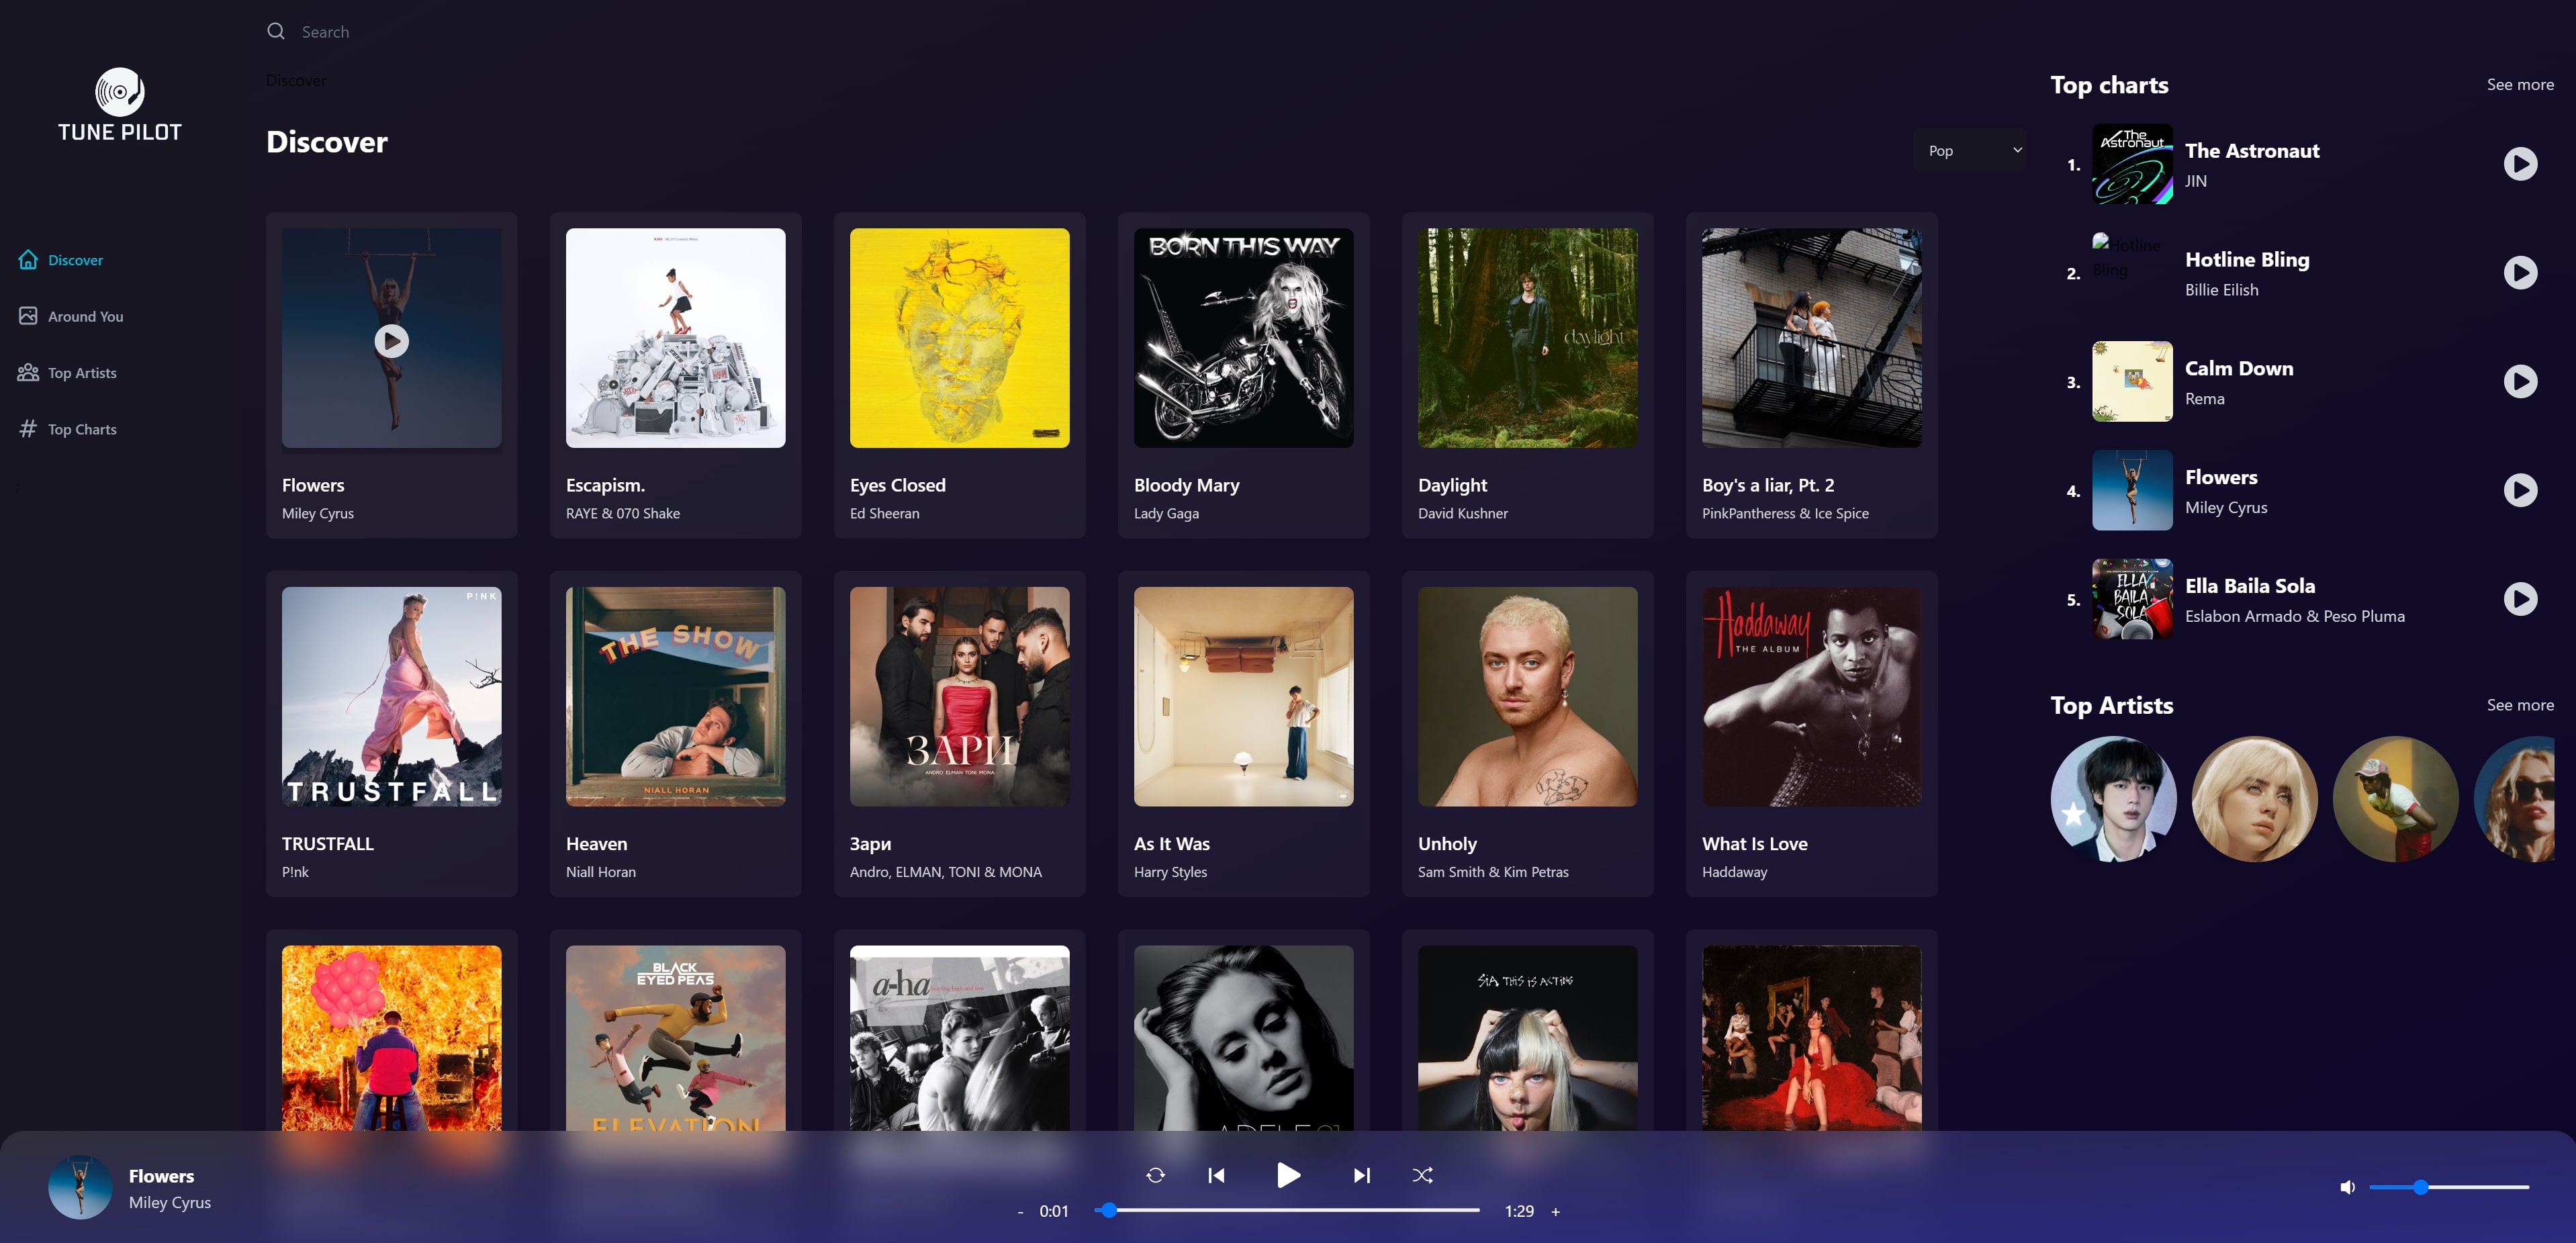 Search
TUNE PILOT
Discover
Around You
Top Artists
Top Charts
;
Discover
Discover
Pop
Flowers
Miley Cyrus
Escapism.
RAYE & 070 Shake
Eyes Closed
Ed Sheeran
BORN THIS WAY
Bloody Mary
Lady Gaga
daylight
Daylight
David Kushner
Boy's a liar, Pt. 2
PinkPantheress & Ice Spice
P!NK
TRUSTFALL
TRUSTFALL
P!nk
THE SHOW
NIALL HORAN
Heaven
Niall Horan
ЗАРИ
ANDRO ELMAN TONI MONA
Зари
Andro, ELMAN, TONI & MONA
As It Was
Harry Styles
Unholy
Sam Smith & Kim Petras
Haddaway
THE ALBUM
What Is Love
Haddaway
BLACK
EYED PEAS
ELEVATION
a-ha
ADELE 21
SIA THIS IS ACTING
Top charts
See more
1.
The
Astronaut
The Astronaut
JIN
2.
Hotline
Bling
Hotline Bling
Billie Eilish
3.
Calm Down
Rema
4.
Flowers
Miley Cyrus
5.
ELLA
BAILA
SOLA
Ella Baila Sola
Eslabon Armado & Peso Pluma
Top Artists
See more
Flowers
Miley Cyrus
- 0:01
1:29 +